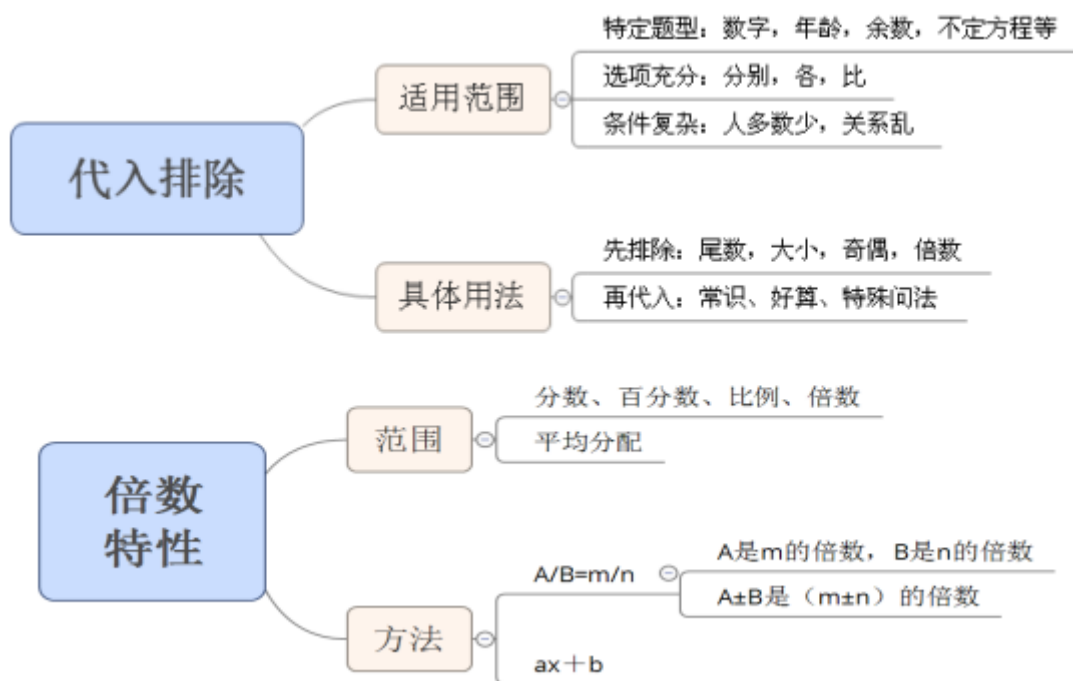 代入排除
适用范围
特定题型：数字，年龄，余数，不定方程等
选项充分：分别，各，比
条件复杂：人多数少，关系乱
具体用法
先排除：尾数，大小，奇偶，倍数
再代入：常识、好算、特殊问法
倍数
特性
范围
分数、百分数、比例、倍数
平均分配
方法
A/B=m/n
A是m的倍数，B是n的倍数
A±B是（m±n）的倍数
ax＋b